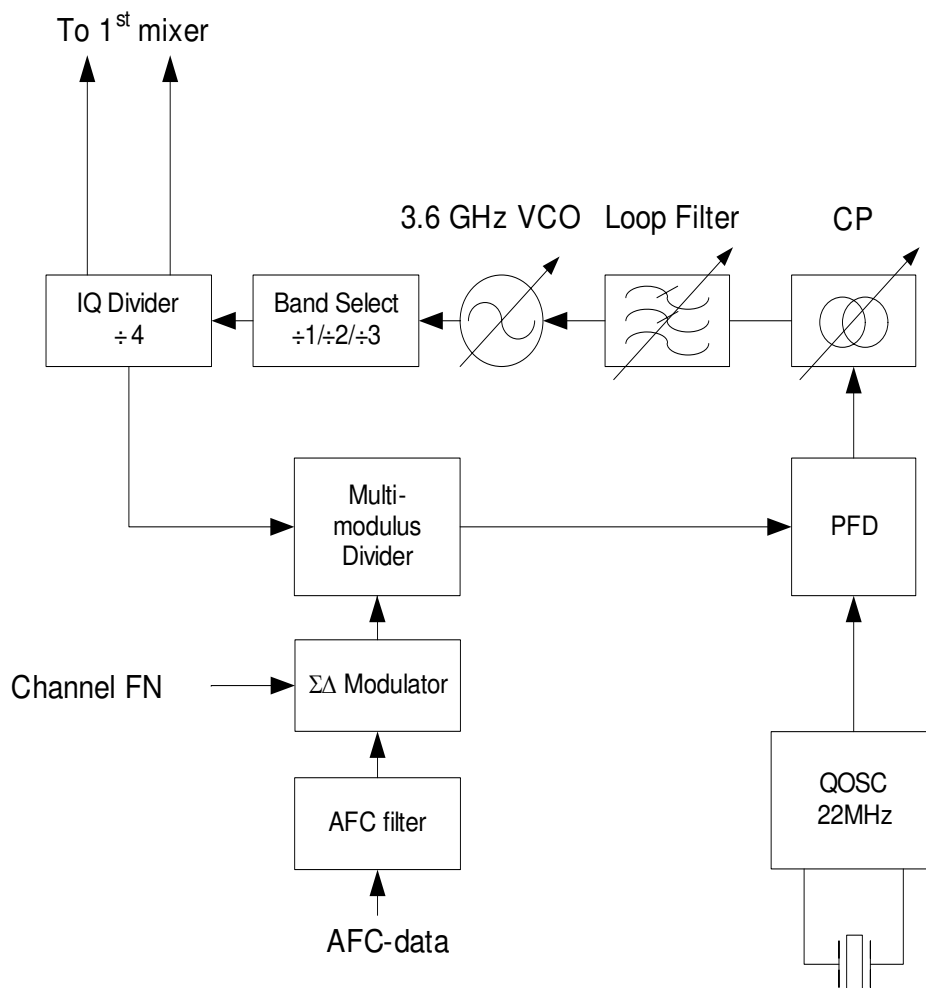 To 1st mixer
3.6 GHz VCO
Loop Filter
CP
IQ Divider
÷4
Band Select
÷1/÷2/÷3
Multi-
modulus
Divider
PFD
Channel FN
ΣΔ Modulator
AFC filter
QOSC
22MHz
AFC-data